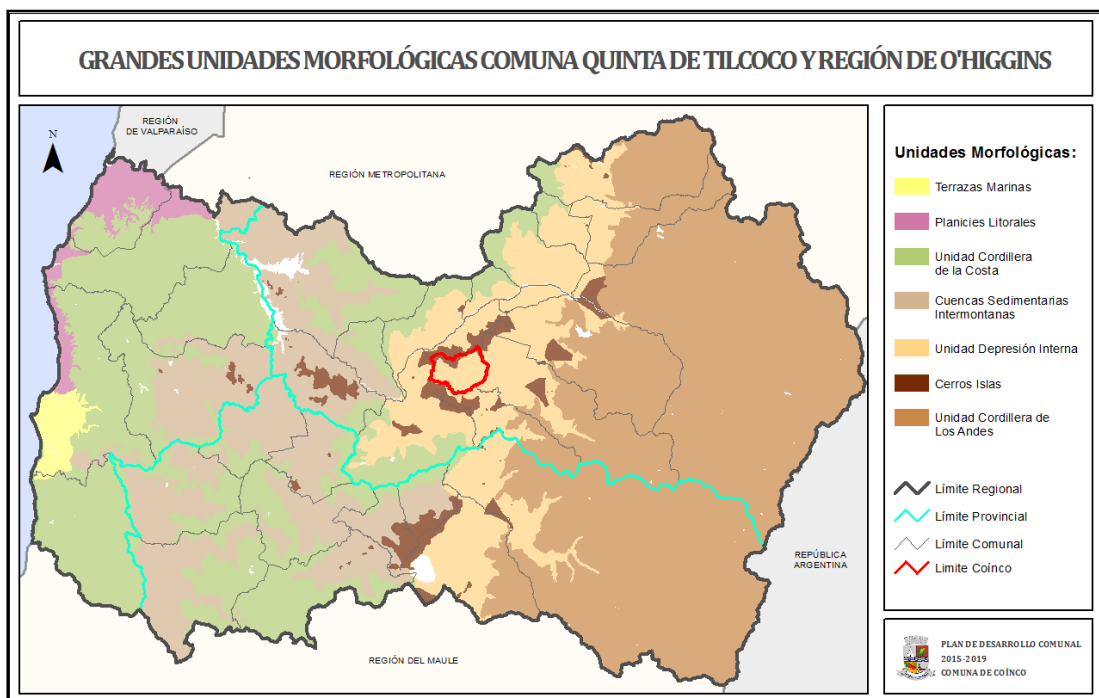 GRANDES UNIDADES MORFOLÓGICAS COMUNA QUINTA DE TILCOCO Y REGIÓN DE O'HIGGINS
REGIÓN
DE VALPARAÍSO
N
REGIÓN METROPOLITANA
REPÚBLICA
ARGENTINA
REGIÓN DEL MAULE
Unidades Morfológicas:
Terrazas Marinas
Planicies Litorales
Unidad Cordillera
de la Costa
Cuencas Sedimentarias
Intermontanas
Unidad Depresión Interna
Cerros Islas
Unidad Cordillera de
Los Andes
Límite Regional
Límite Provincial
Límite Comunal
Limite Coínco
PLAN DE DESARROLLO COMUNAL
2015-2019
COMUNA DE COÍNCO